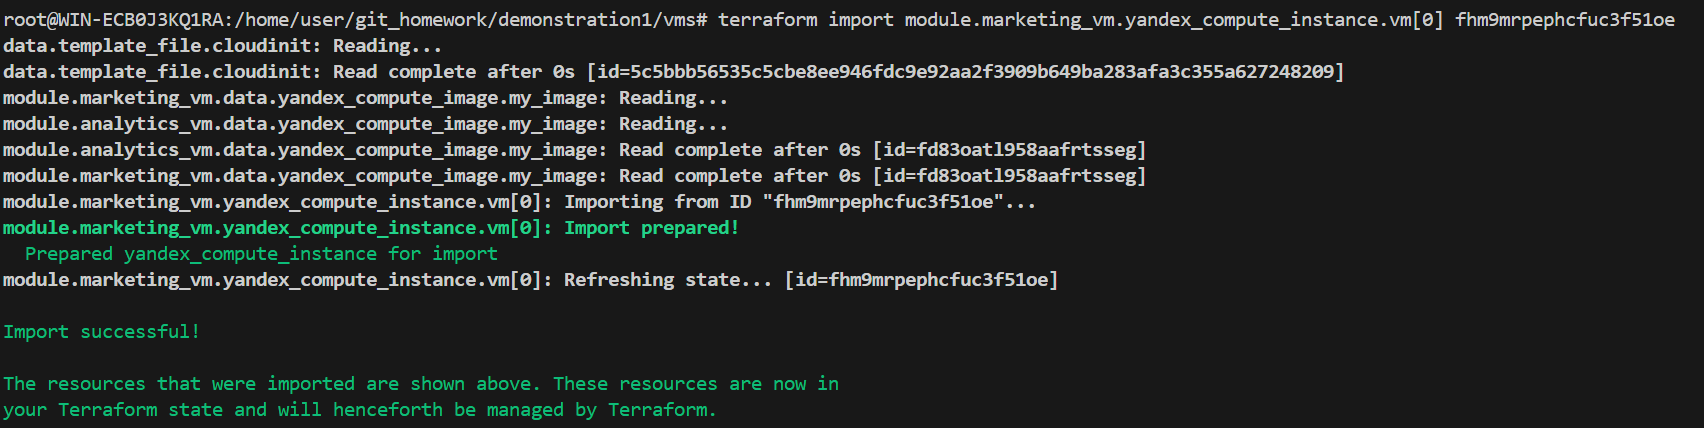 root@WIN-ECB0J3KQ1RA:/home/user/git_homework/demonstration1/vms# terraform import module.marketing_vm.yandex_compute_instance.vm[0] fhm9mrpephcfuc3f51oe
data.template_file.cloudinit: Reading...
data.template_file.cloudinit: Read complete after 0s [id=5c5bbb56535c5cbe8ee946fdc9e92aa2f3909b649ba283afa3c355a627248209]
module.marketing_vm.data.yandex_compute_image.my_image: Reading...
module.analytics_vm.data.yandex_compute_image.my_image: Reading...
module.analytics_vm.data.yandex_compute_image.my_image: Read complete after 0s [id=fd83oatl958aafrtsseg]
module.marketing_vm.data.yandex_compute_image.my_image: Read complete after 0s [id=fd83oatl958aafrtsseg]
module.marketing_vm.yandex_compute_instance.vm[0]: Importing from ID "fhm9mrpephcfuc3f51oe"...
module.marketing_vm.yandex_compute_instance.vm[0]: Import prepared!
  Prepared yandex_compute_instance for import
module.marketing_vm.yandex_compute_instance.vm[0]: Refreshing state... [id=fhm9mrpephcfuc3f51oe]
Import successful!
The resources that were imported are shown above. These resources are now in
your Terraform state and will henceforth be managed by Terraform.